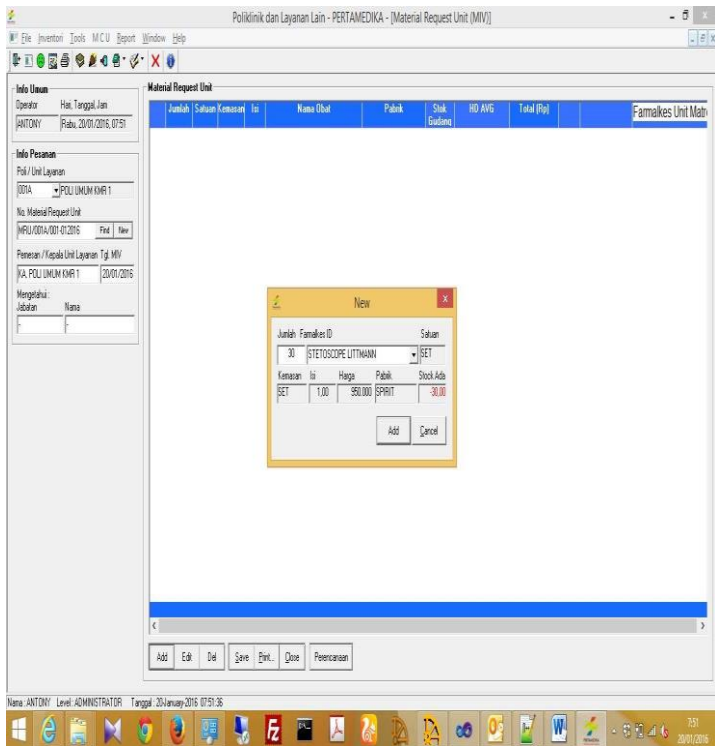 Poliklinik dan Layanan Lain - PERTAMEDIKA - [Material Request Unit (MIV)]
File Inventori Tools M C U Report Window Help
Info Umum
Operator Hari, Tanggal, Jam
ANTONY Rabu, 20/01/2016, 07:51
Info Pesanan
Poli / Unit Layanan
001A POLI UMUM KMR 1
No. Material Request Unit
MRU/001A/001-012016 Find New
Pemesan / Kepala Unit Layanan Tgl. MIV
KA. POLI UMUM KMR 1 20/01/2016
Mengetahui :
Jabatan Nama
- -
Material Request Unit
Jumlah Satuan Kemasan Isi Nama Obat Pabrik Stok Gudang HD AVG Total (Rp) Farmalkes Unit Matri
New
Jumlah Farmalkes ID Satuan
30 STETOSCOPE LITTMANN SET
Kemasan Isi Harga Pabrik Stock Ada
SET 1,00 950.000 SPIRIT -30,00
Add Cancel
Add Edit Del Save Print... Close Perencanaan
Nama : ANTONY Level: ADMINISTRATOR Tanggal : 20-January-2016 07:51:36
7:51
20/01/2016